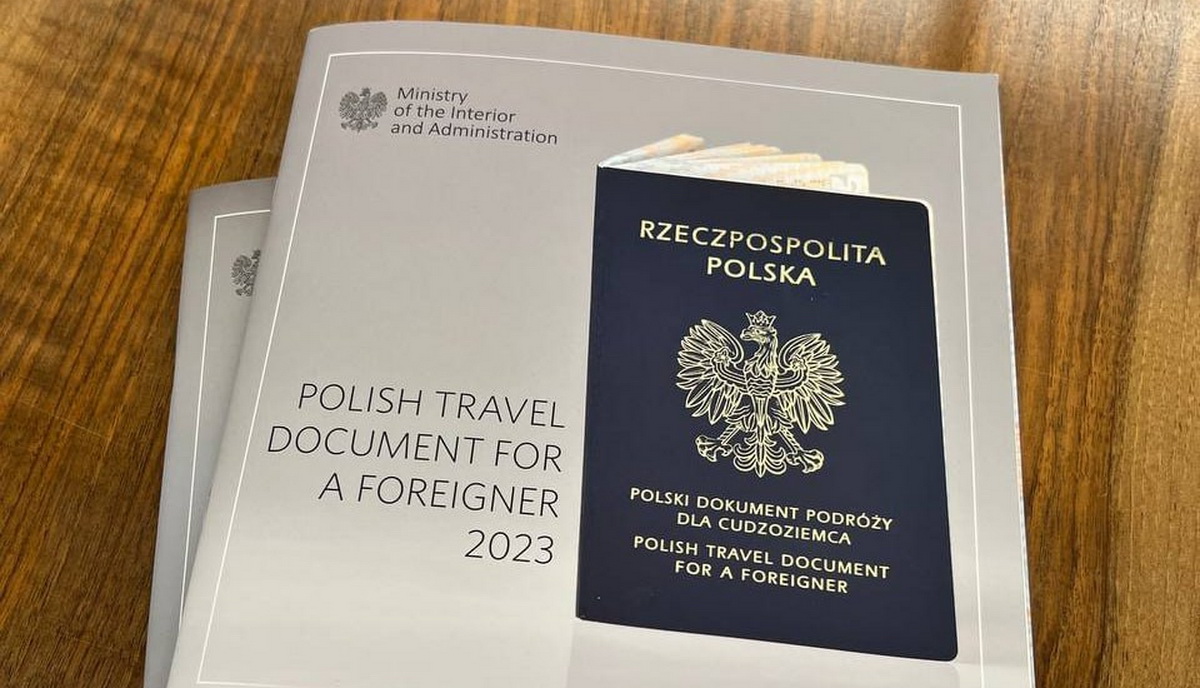 Ministry
of the Interior
and Administration
POLISH TRAVEL
DOCUMENT FOR
A FOREIGNER
2023
RZECZPOSPOLITA
POLSKA
POLSKI DOKUMENT PODRÓŻY
DLA CUDZOZIEMCA
POLISH TRAVEL DOCUMENT
FOR A FOREIGNER